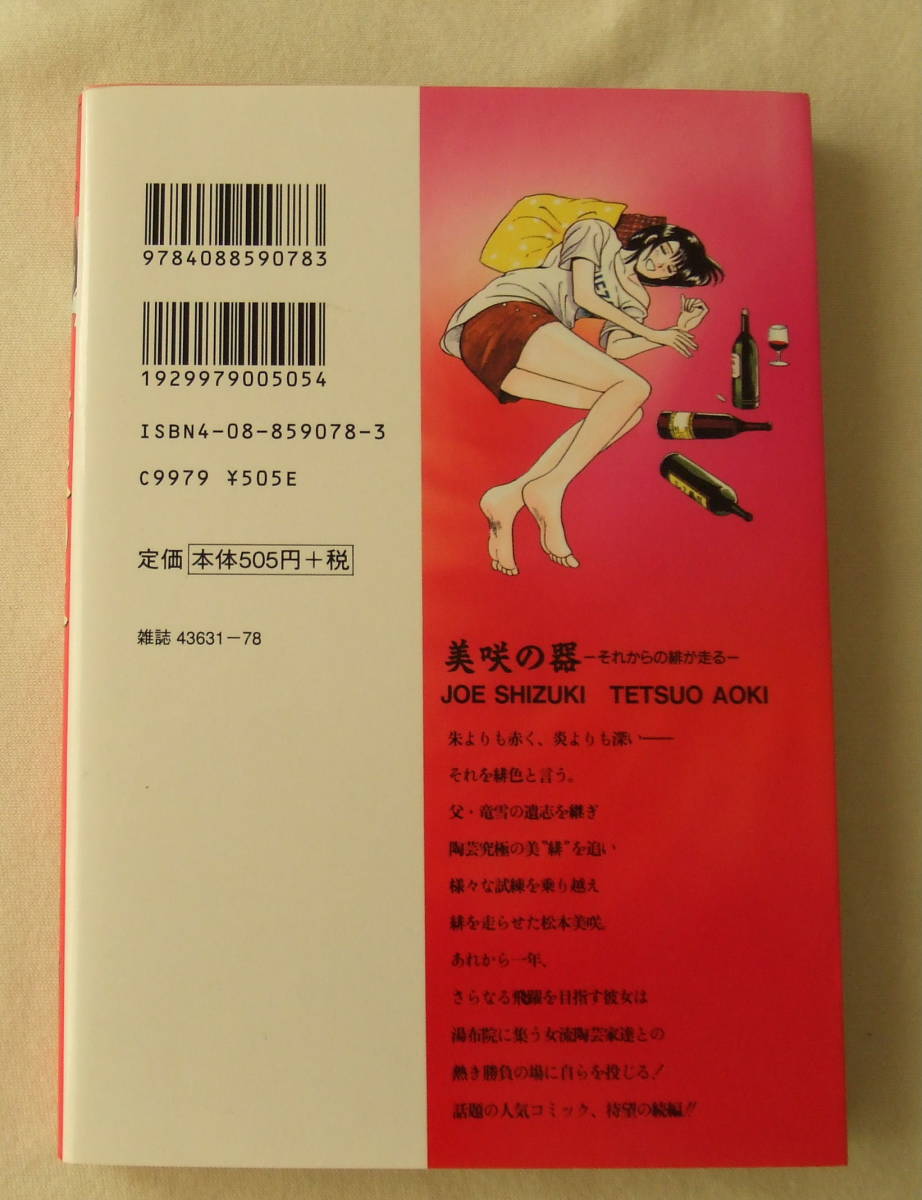 9784088590783
1929979005054
ISBN4-08-859078-3
C9979 ¥505E
定価 本体505円+税
雑誌 43631-78
美咲の器 -それからの緋が走る-
JOE SHIZUKI TETSUO AOKI
朱よりも赤く、炎よりも深い——
それを緋色と言う。
父・竜雪の遺志を継ぎ
陶芸究極の美"緋"を追い
様々な試練を乗り越え
緋を走らせた松本美咲。
あれから一年、
さらなる飛躍を目指す彼女は
湯布院に集う女流陶芸家達との
熱き勝負の場に自らを投じる!
話題の人気コミック、待望の続編!!